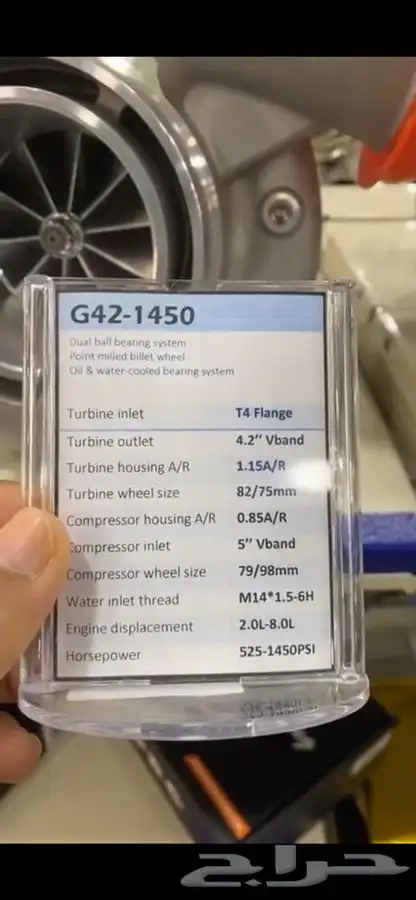 G42-1450
Dual ball bearing system
Point milled billet wheel
Oil & water-cooled bearing system
Turbine inlet T4 Flange
Turbine outlet 4.2″ Vband
Turbine housing A/R 1.15A/R
Turbine wheel size 82/75mm
Compressor housing A/R 0.85A/R
Compressor inlet 5″ Vband
Compressor wheel size 79/98mm
Water inlet thread M14*1.5-6H
Engine displacement 2.0L-8.0L
Horsepower 525-1450PSI
حراج
haraj.com.sa